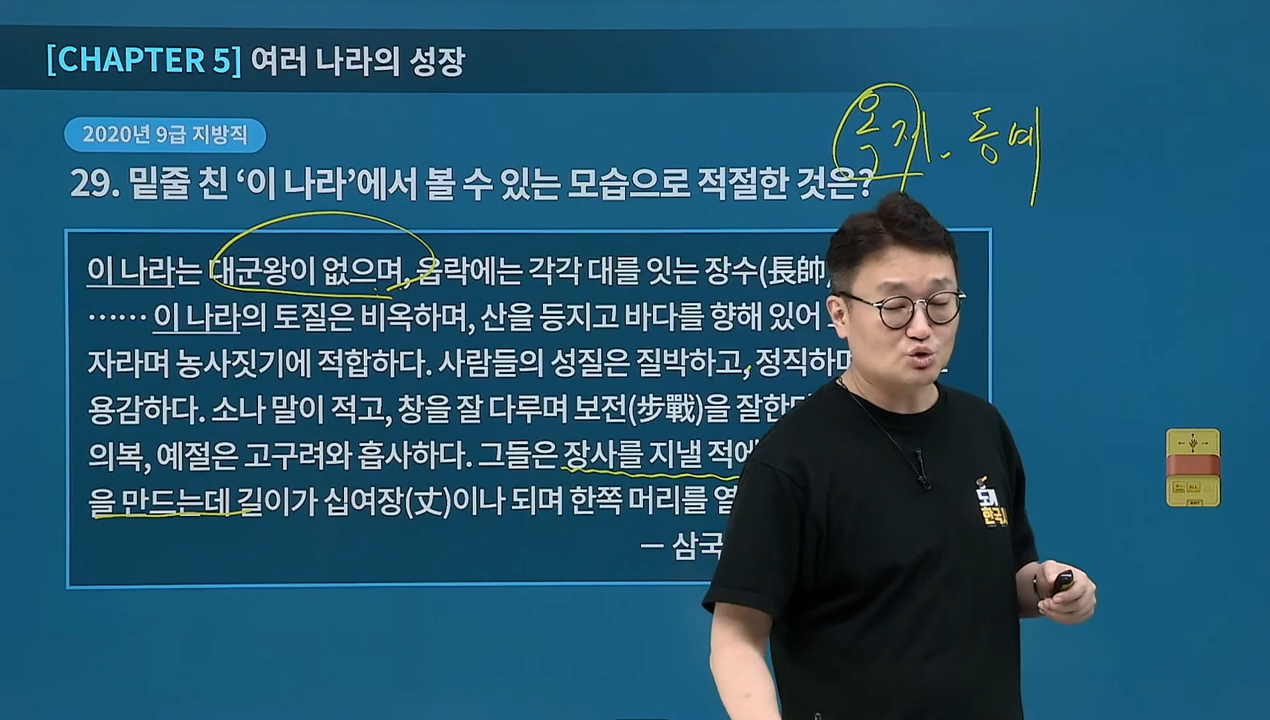 [CHAPTER 5] 여러 나라의 성장
옥저. 동예
2020년 9급 지방직
29. 밑줄 친 ‘이 나라’에서 볼 수 있는 모습으로 적절한 것은?
이 나라는 대군왕이 없으며, 읍락에는 각각 대를 잇는 장수(長帥)
…… 이 나라의 토질은 비옥하며, 산을 등지고 바다를 향해 있어
자라며 농사짓기에 적합하다. 사람들의 성질은 질박하고, 정직하며
용감하다. 소나 말이 적고, 창을 잘 다루며 보전(步戰)을 잘한다
의복, 예절은 고구려와 흡사하다. 그들은 장사를 지낼 적에
을 만드는데 길이가 십여장(丈)이나 되며 한쪽 머리를 열
— 삼국
한국사